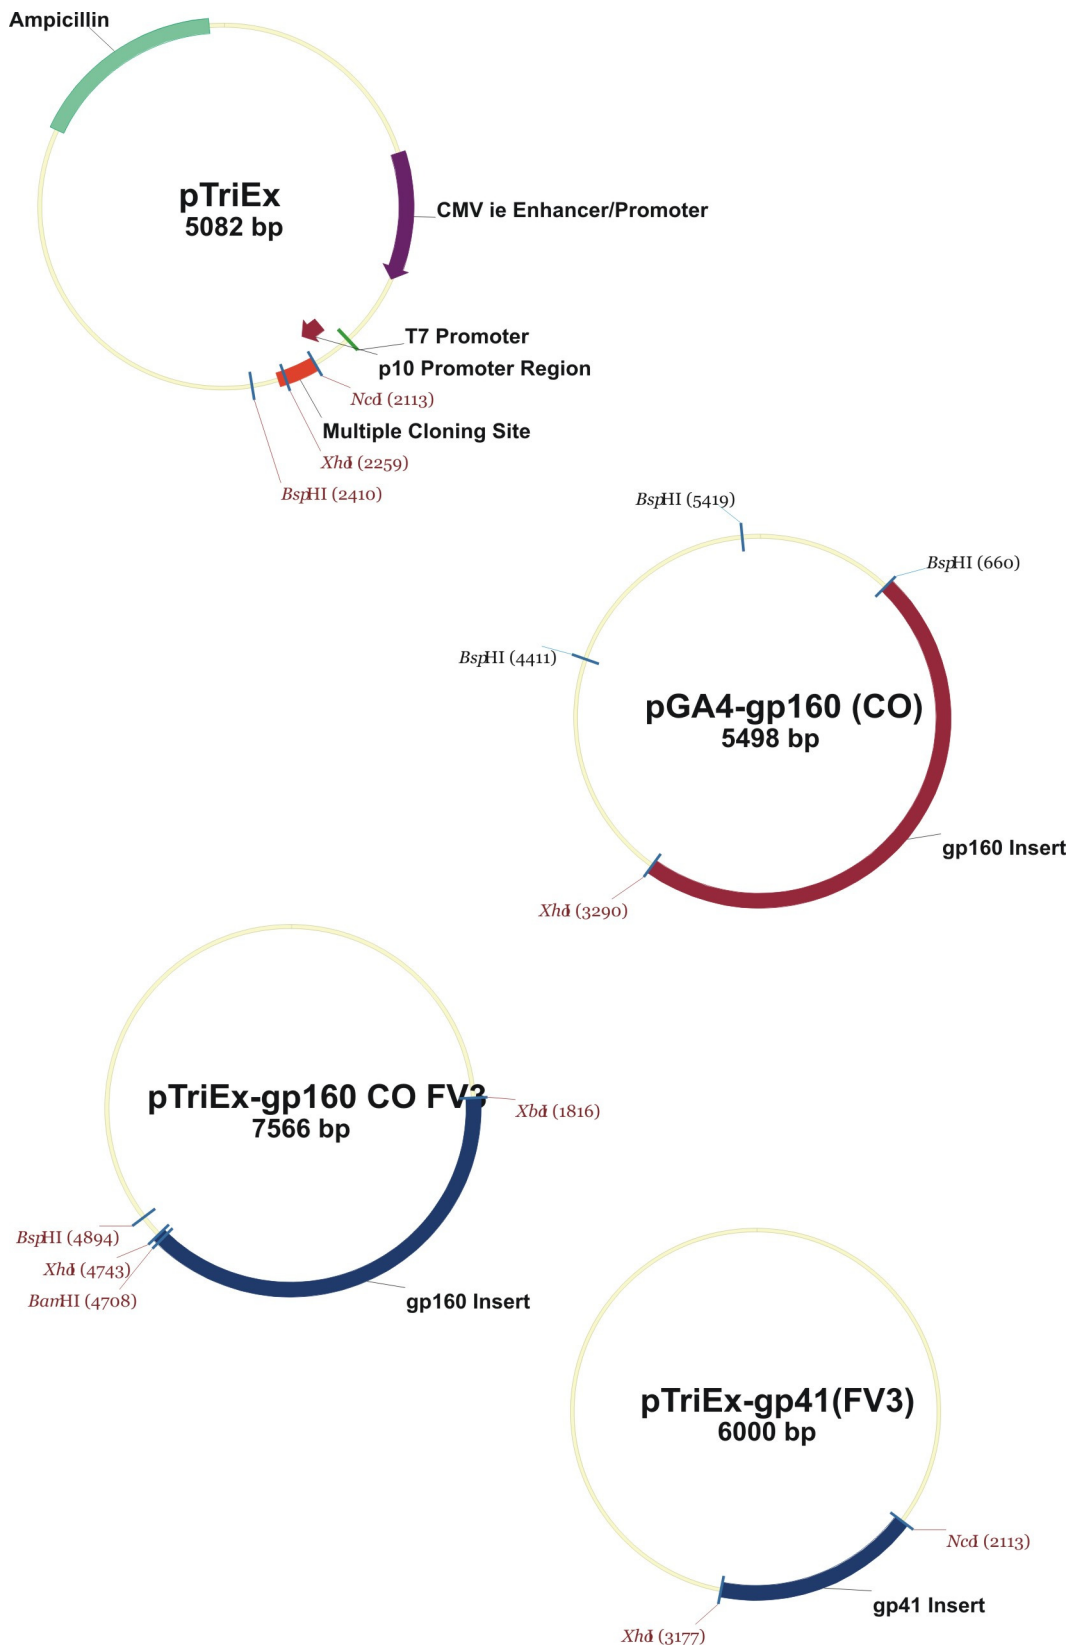 Ampicillin
pTriEx
5082 bp
CMV ie Enhancer/Promoter
T7 Promoter
p10 Promoter Region
NcoI (2113)
Multiple Cloning Site
XhoI (2259)
BspHI (2410)
BspHI (5419)
BspHI (660)
BspHI (4411)
pGA4-gp160 (CO)
5498 bp
gp160 Insert
XhoI (3290)
pTriEx-gp160 CO FV3
7566 bp
XbaI (1816)
BspHI (4894)
XhoI (4743)
BamHI (4708)
gp160 Insert
pTriEx-gp41(FV3)
6000 bp
NcoI (2113)
gp41 Insert
XhoI (3177)